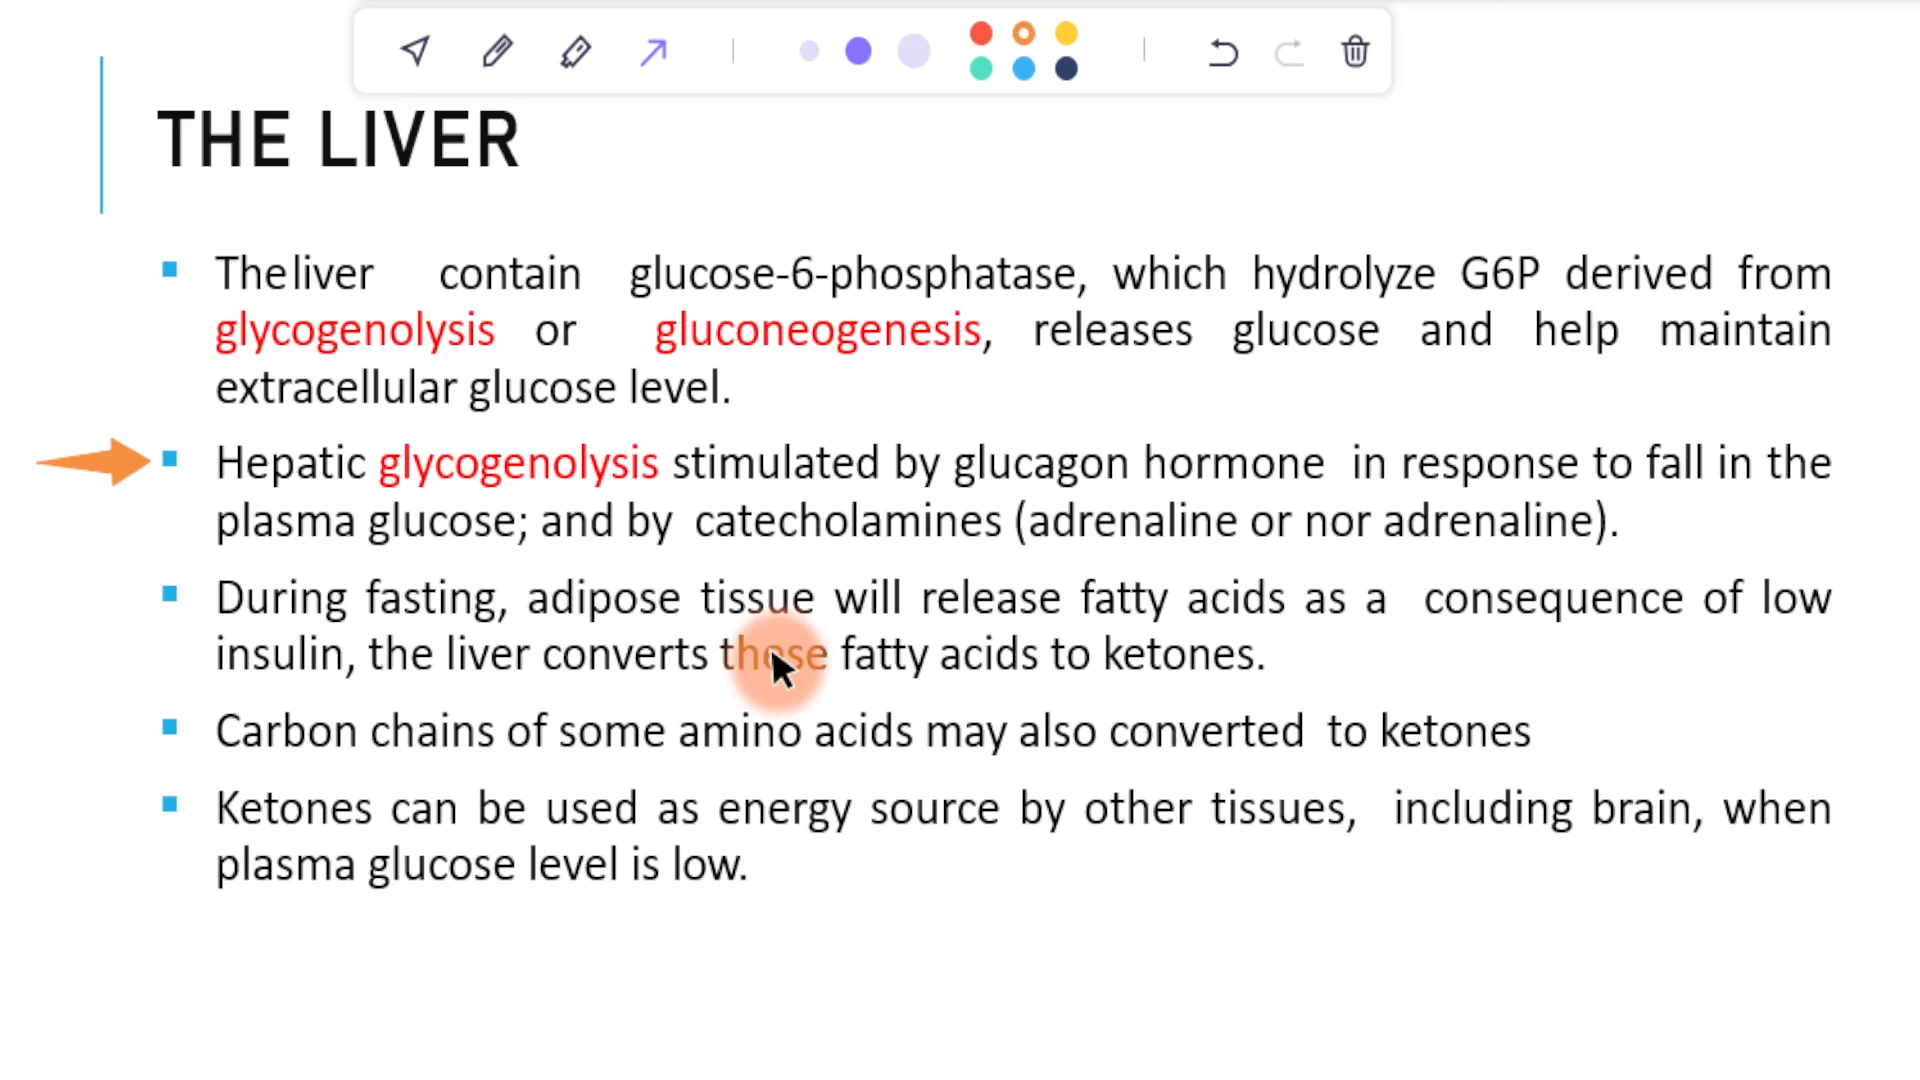 THE LIVER
The liver contain glucose-6-phosphatase, which hydrolyze G6P derived from
glycogenolysis or gluconeogenesis, releases glucose and help maintain
extracellular glucose level.
Hepatic glycogenolysis stimulated by glucagon hormone in response to fall in the
plasma glucose; and by catecholamines (adrenaline or nor adrenaline).
During fasting, adipose tissue will release fatty acids as a consequence of low
insulin, the liver converts those fatty acids to ketones.
Carbon chains of some amino acids may also converted to ketones
Ketones can be used as energy source by other tissues, including brain, when
plasma glucose level is low.